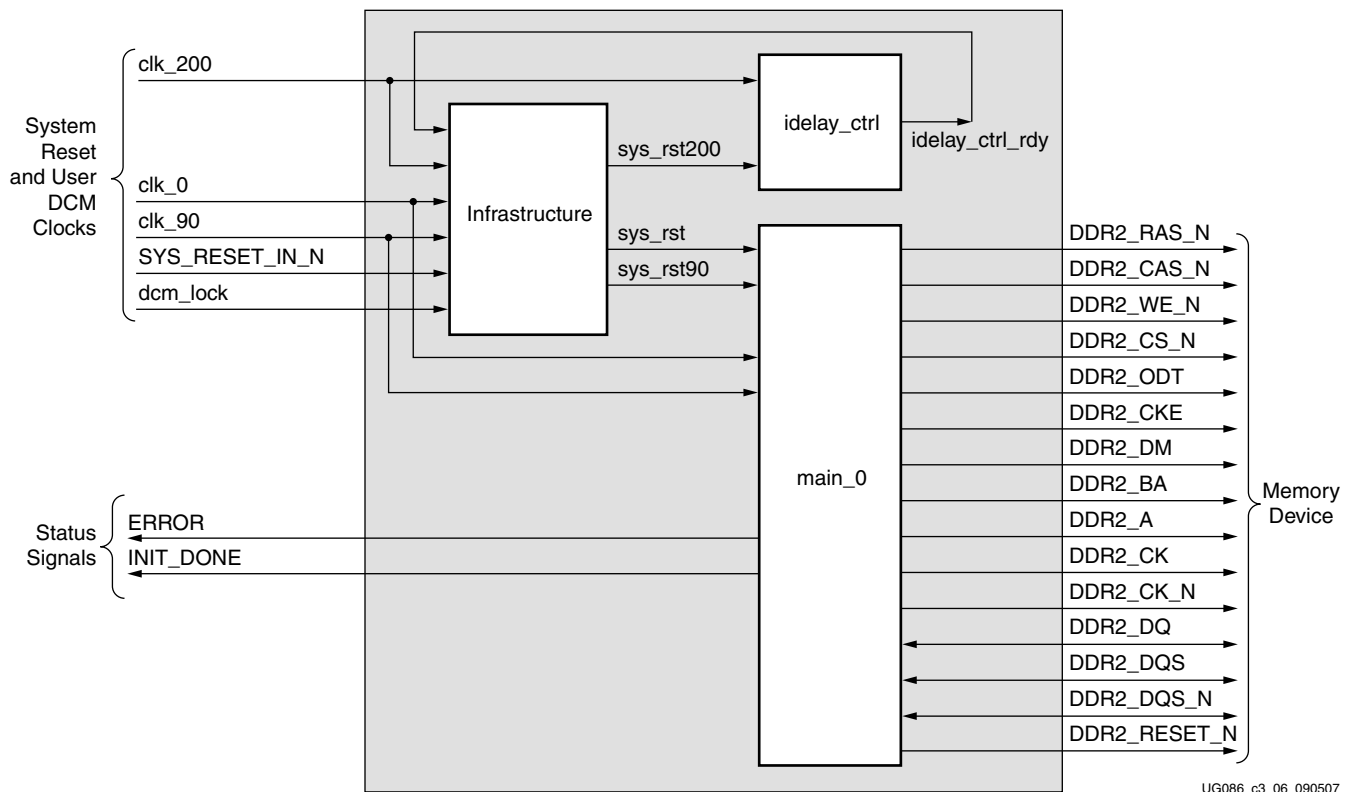 clk_200
System
Reset
and User
DCM
Clocks
clk_0
clk_90
SYS_RESET_IN_N
dcm_lock
Infrastructure
sys_rst200
sys_rst
sys_rst90
idelay_ctrl
idelay_ctrl_rdy
main_0
Status
Signals
ERROR
INIT_DONE
DDR2_RAS_N
DDR2_CAS_N
DDR2_WE_N
DDR2_CS_N
DDR2_ODT
DDR2_CKE
DDR2_DM
DDR2_BA
DDR2_A
DDR2_CK
DDR2_CK_N
DDR2_DQ
DDR2_DQS
DDR2_DQS_N
DDR2_RESET_N
Memory
Device
UG086_c3_06_090507